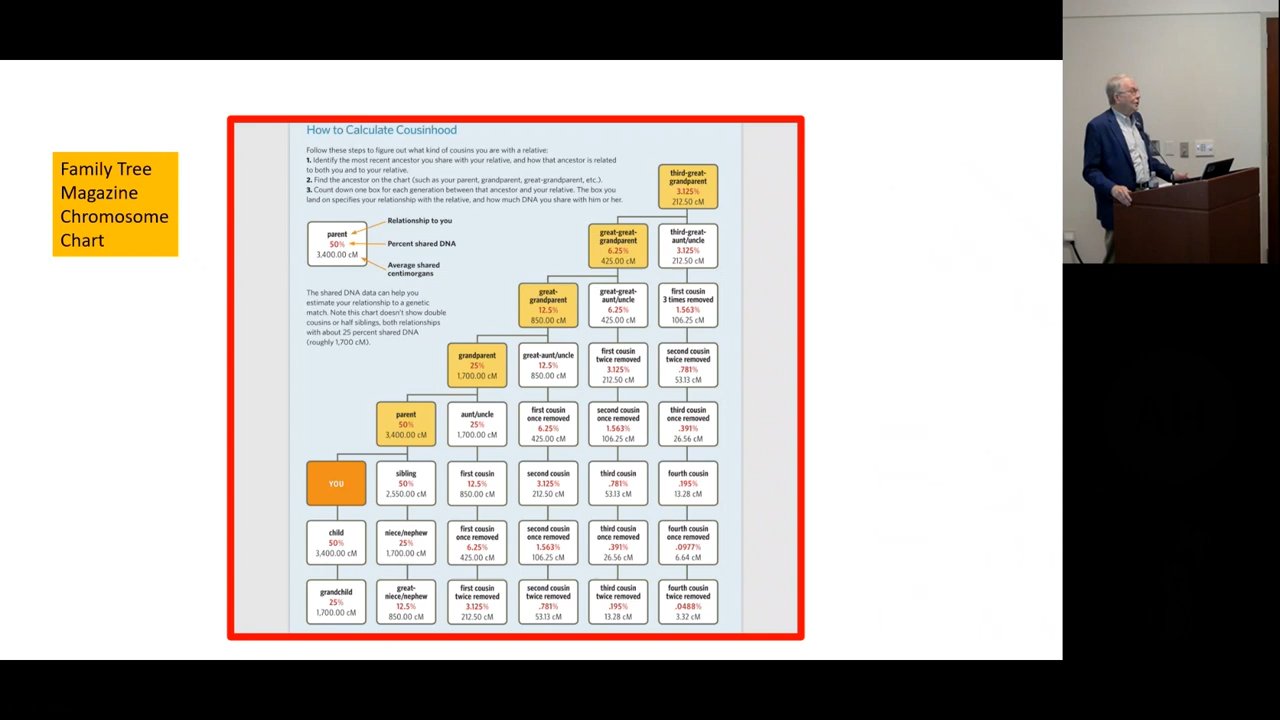 Family Tree
Magazine
Chromosome
Chart
How to Calculate Cousinhood
Follow these steps to figure out what kind of cousins you are with a relative:
1. Identify the most recent ancestor you share with your relative, and how that ancestor is related
to both you and to your relative.
2. Find the ancestor on the chart (such as your parent, grandparent, great-grandparent, etc.).
3. Count down one box for each generation between that ancestor and your relative. The box you
land on specifies your relationship with the relative, and how much DNA you share with him or her.
parent
50%
3,400.00 cM
Relationship to you
Percent shared DNA
Average shared
centimorgans
The shared DNA data can help you
estimate your relationship to a genetic
match. Note this chart doesn't show double
cousins or half siblings, both relationships
with about 25 percent shared DNA
(roughly 1,700 cM).
third-great-
grandparent
3.125%
212.50 cM
great-great-
grandparent
6.25%
425.00 cM
third-great-
aunt/uncle
3.125%
212.50 cM
great-
grandparent
12.5%
850.00 cM
great-great-
aunt/uncle
6.25%
425.00 cM
first cousin
3 times removed
1.563%
106.25 cM
grandparent
25%
1,700.00 cM
great-aunt/uncle
12.5%
850.00 cM
first cousin
twice removed
3.125%
212.50 cM
second cousin
twice removed
.781%
53.13 cM
parent
50%
3,400.00 cM
aunt/uncle
25%
1,700.00 cM
first cousin
once removed
6.25%
425.00 cM
second cousin
once removed
1.563%
106.25 cM
third cousin
once removed
.391%
26.56 cM
YOU
sibling
50%
2,550.00 cM
first cousin
12.5%
850.00 cM
second cousin
3.125%
212.50 cM
third cousin
.781%
53.13 cM
fourth cousin
.195%
13.28 cM
child
50%
3,400.00 cM
niece/nephew
25%
1,700.00 cM
first cousin
once removed
6.25%
425.00 cM
second cousin
once removed
1.563%
106.25 cM
third cousin
once removed
.391%
26.56 cM
fourth cousin
once removed
.0977%
6.64 cM
grandchild
25%
1,700.00 cM
great-
niece/nephew
12.5%
850.00 cM
first cousin
twice removed
3.125%
212.50 cM
second cousin
twice removed
.781%
53.13 cM
third cousin
twice removed
.195%
13.28 cM
fourth cousin
twice removed
.0488%
3.32 cM